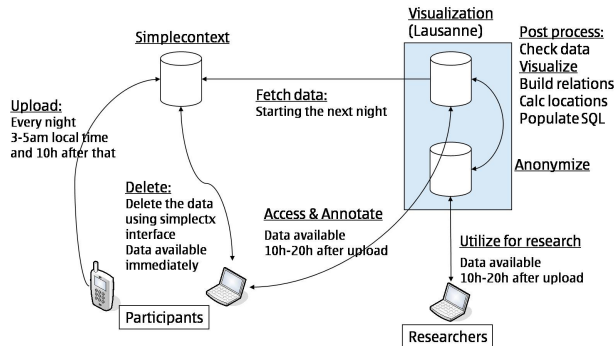 Visualization
(Lausanne)
Simplecontext
Post process:
Check data
Visualize
Build relations
Calc locations
Populate SQL
Upload:
Every night
3-5am local time
and 10h after that
Fetch data:
Starting the next night
Anonymize
Delete:
Delete the data
using simplectx
interface
Data available
immediately
Access & Annotate
Data available
10h-20h after upload
Utilize for research
Data available
10h-20h after upload
Participants
Researchers